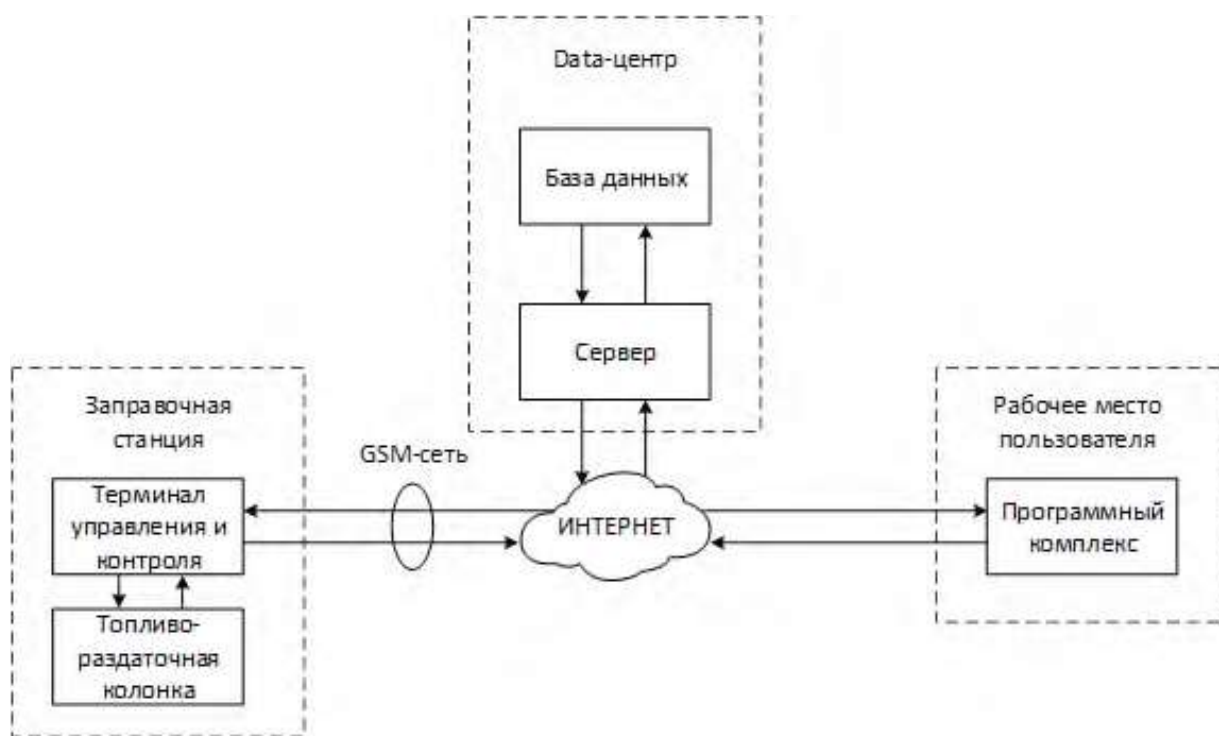 Data-центр
База данных
Сервер
Заправочная
станция
GSM-сеть
Терминал
управления и
контроля
Топливо-
раздаточная
колонка
ИНТЕРНЕТ
Рабочее место
пользователя
Программный
комплекс